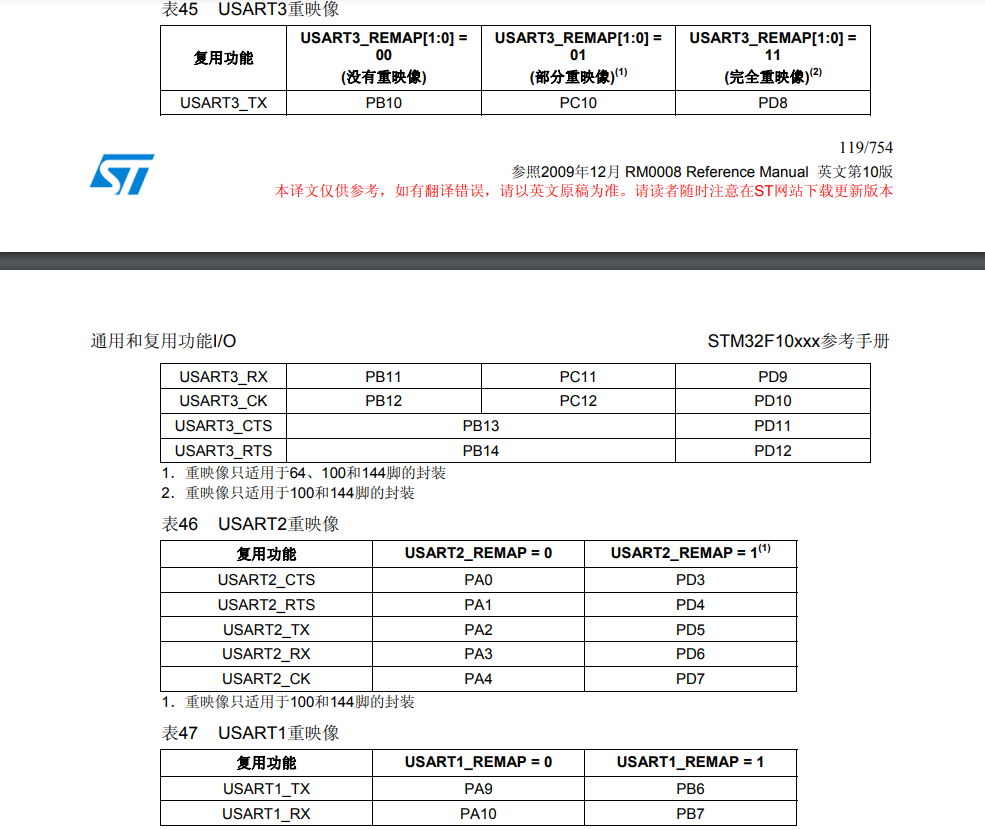 表45 USART3重映像
复用功能 USART3_REMAP[1:0] = 00 (没有重映像) USART3_REMAP[1:0] = 01 (部分重映像)(1) USART3_REMAP[1:0] = 11 (完全重映像)(2)
USART3_TX PB10 PC10 PD8
119/754
ST
参照2009年12月 RM0008 Reference Manual 英文第10版
本译文仅供参考，如有翻译错误，请以英文原稿为准。请读者随时注意在ST网站下载更新版本
通用和复用功能I/O STM32F10xxx参考手册
USART3_RX PB11 PC11 PD9
USART3_CK PB12 PC12 PD10
USART3_CTS PB13 PD11
USART3_RTS PB14 PD12
1. 重映像只适用于64、100和144脚的封装
2. 重映像只适用于100和144脚的封装
表46 USART2重映像
复用功能 USART2_REMAP = 0 USART2_REMAP = 1(1)
USART2_CTS PA0 PD3
USART2_RTS PA1 PD4
USART2_TX PA2 PD5
USART2_RX PA3 PD6
USART2_CK PA4 PD7
1. 重映像只适用于100和144脚的封装
表47 USART1重映像
复用功能 USART1_REMAP = 0 USART1_REMAP = 1
USART1_TX PA9 PB6
USART1_RX PA10 PB7